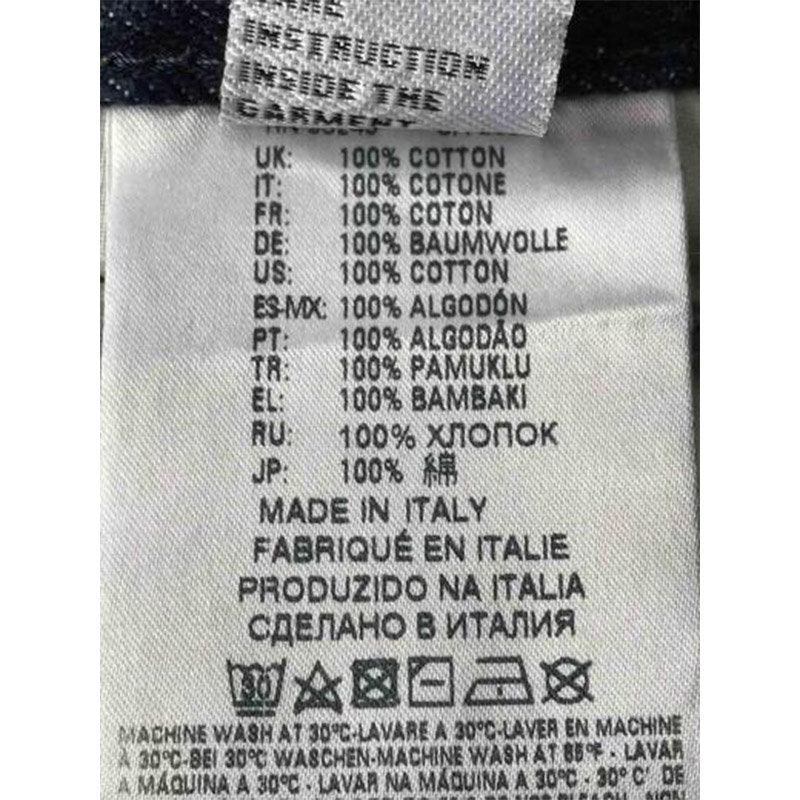 CARE
INSTRUCTION
INSIDE THE
GARMENT
UK: 100% COTTON
IT: 100% COTONE
FR: 100% COTON
DE: 100% BAUMWOLLE
US: 100% COTTON
ES-MX: 100% ALGODÓN
PT: 100% ALGODÃO
TR: 100% PAMUKLU
EL: 100% BAMBAKI
RU: 100% ХЛОПОК
JP: 100% 綿
MADE IN ITALY
FABRIQUÉ EN ITALIE
PRODUZIDO NA ITALIA
СДЕЛАНО В ИТАЛИЯ
30
MACHINE WASH AT 30°C-LAVARE A 30°C-LAVER EN MACHINE
À 30°C-BEI 30°C WASCHEN-MACHINE WASH AT 85°F - LAVAR
A MÁQUINA A 30°C - LAVAR NA MÁQUINA A 30°C - 30° C' DE